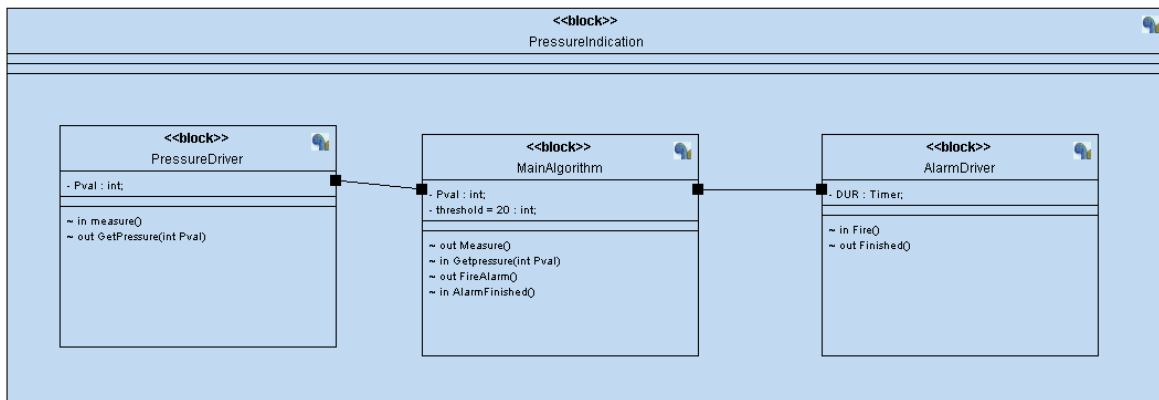 <<block>>
PressureIndication
<<block>>
PressureDriver
- Pval : int;
~ in measure()
~ out GetPressure(int Pval)
<<block>>
MainAlgorithm
- Pval : int;
- threshold = 20 : int;
~ out Measure()
~ in Getpressure(int Pval)
~ out FireAlarm()
~ in AlarmFinished()
<<block>>
AlarmDriver
- DUR : Timer;
~ in Fire()
~ out Finished()